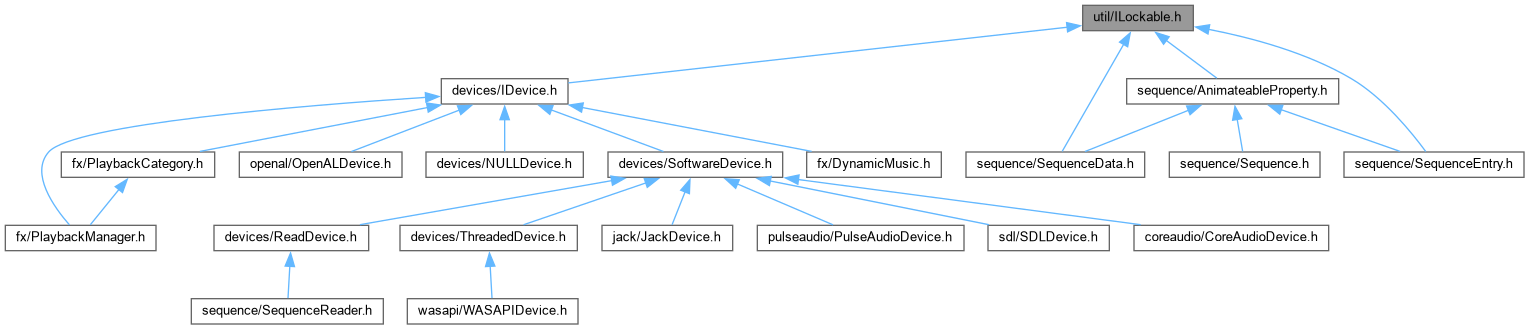 util/ILockable.h
devices/IDevice.h
sequence/AnimateableProperty.h
fx/PlaybackCategory.h
openal/OpenALDevice.h
devices/NULLDevice.h
devices/SoftwareDevice.h
fx/DynamicMusic.h
sequence/SequenceData.h
sequence/Sequence.h
sequence/SequenceEntry.h
fx/PlaybackManager.h
devices/ReadDevice.h
devices/ThreadedDevice.h
jack/JackDevice.h
pulseaudio/PulseAudioDevice.h
sdl/SDLDevice.h
coreaudio/CoreAudioDevice.h
sequence/SequenceReader.h
wasapi/WASAPIDevice.h